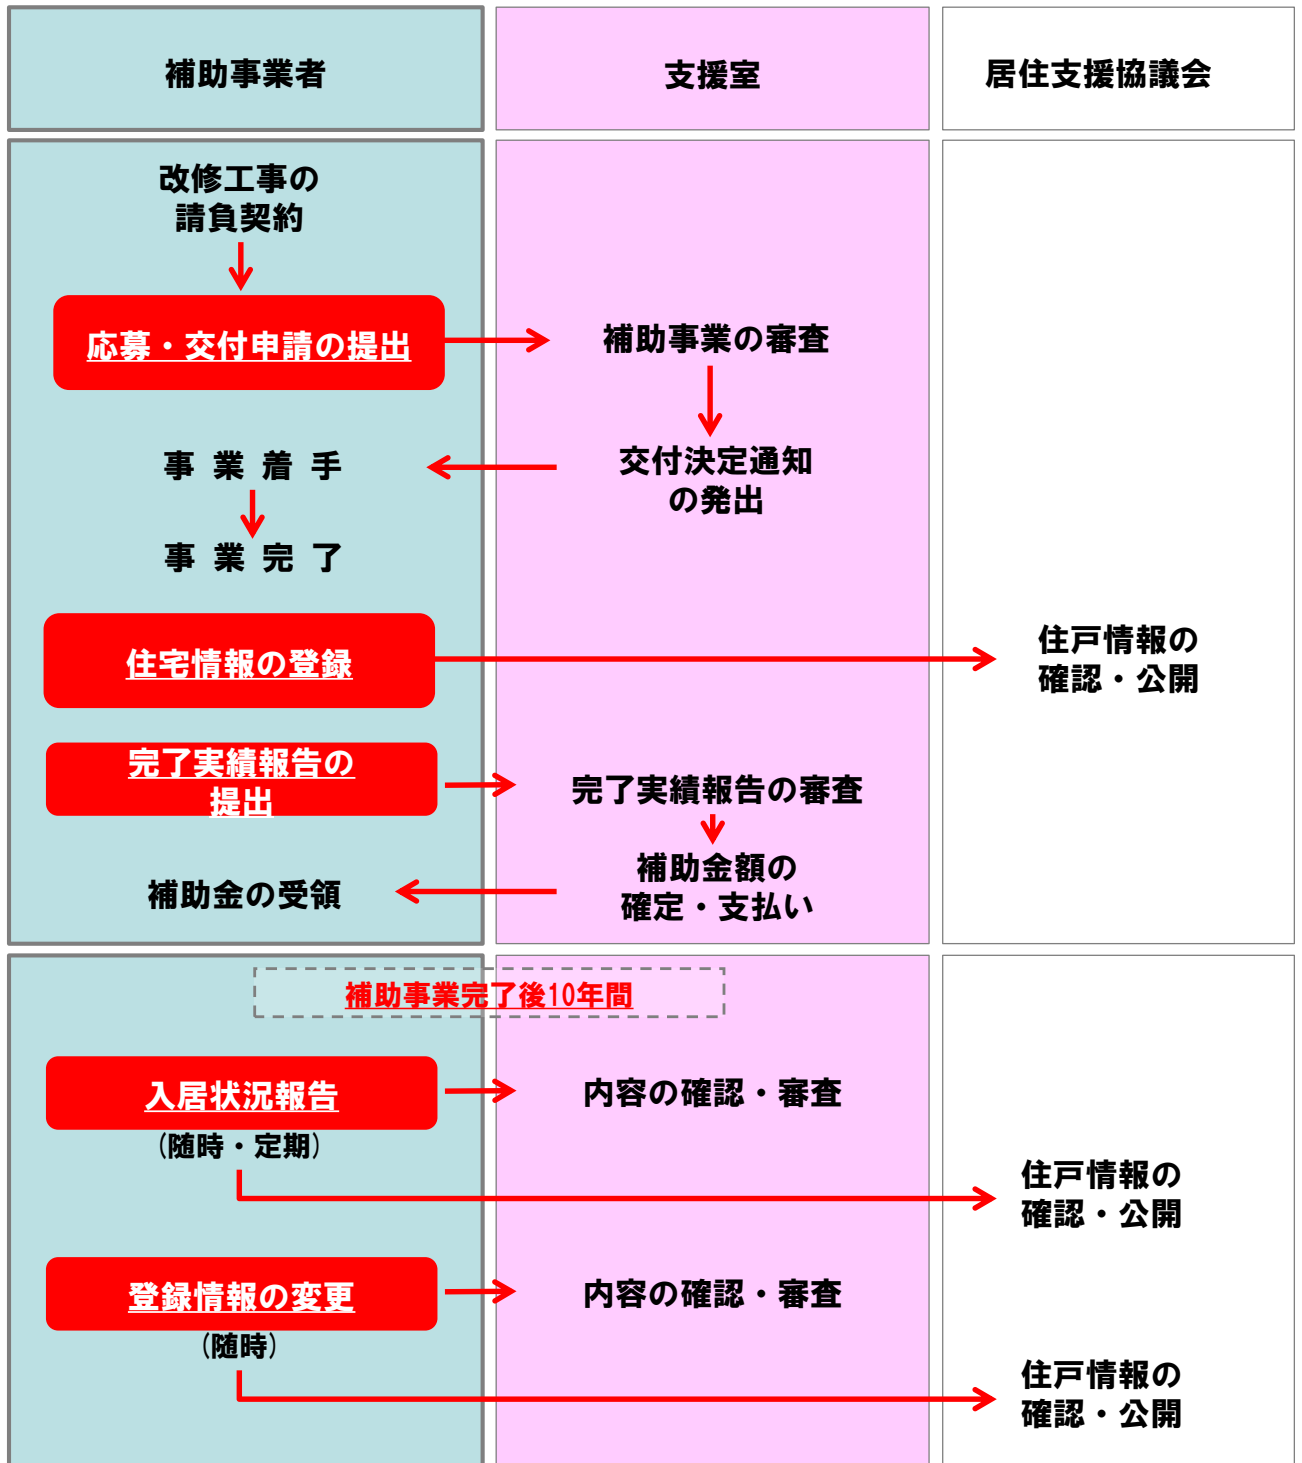 補助事業者
支援室
居住支援協議会
改修工事の
請負契約
応募・交付申請の提出
補助事業の審査
事 業 着 手
交付決定通知
の発出
事 業 完 了
住宅情報の登録
住戸情報の
確認・公開
完了実績報告の
提出
完了実績報告の審査
補助金の受領
補助金額の
確定・支払い
補助事業完了後10年間
入居状況報告
(随時・定期)
内容の確認・審査
住戸情報の
確認・公開
登録情報の変更
(随時)
内容の確認・審査
住戸情報の
確認・公開